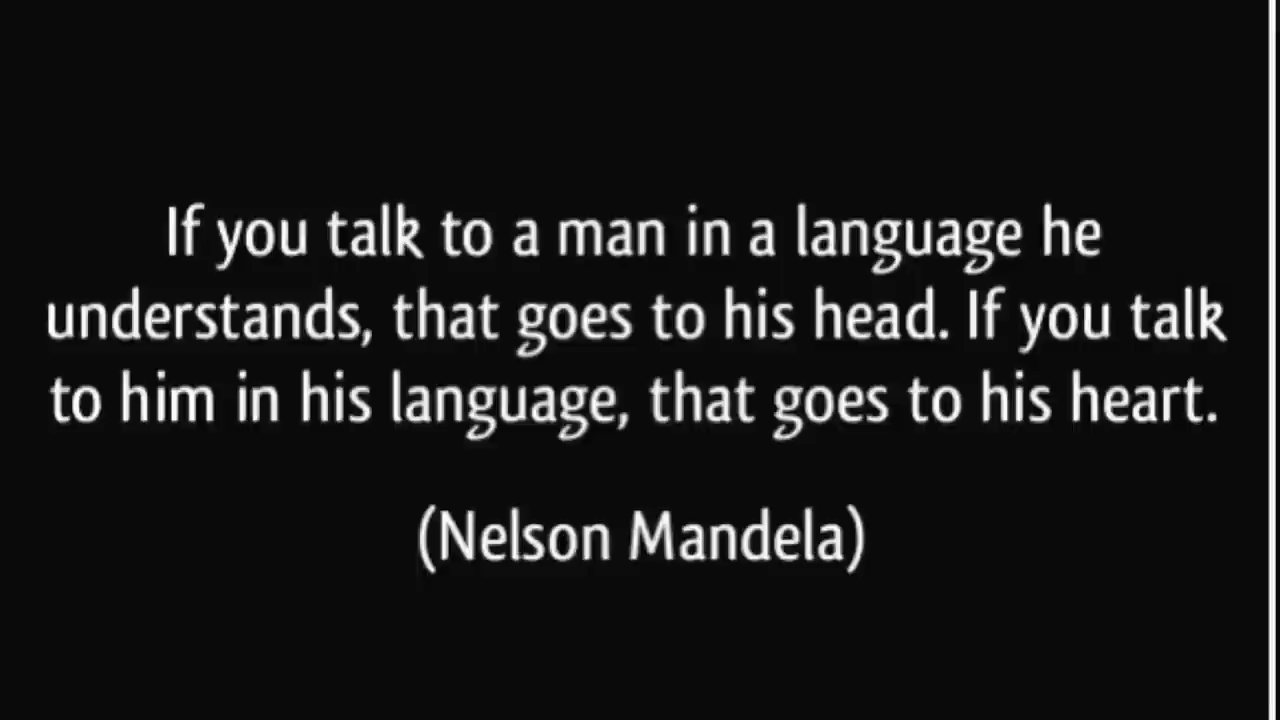 If you talk to a man in a language he
understands, that goes to his head. If you talk
to him in his language, that goes to his heart.
(Nelson Mandela)